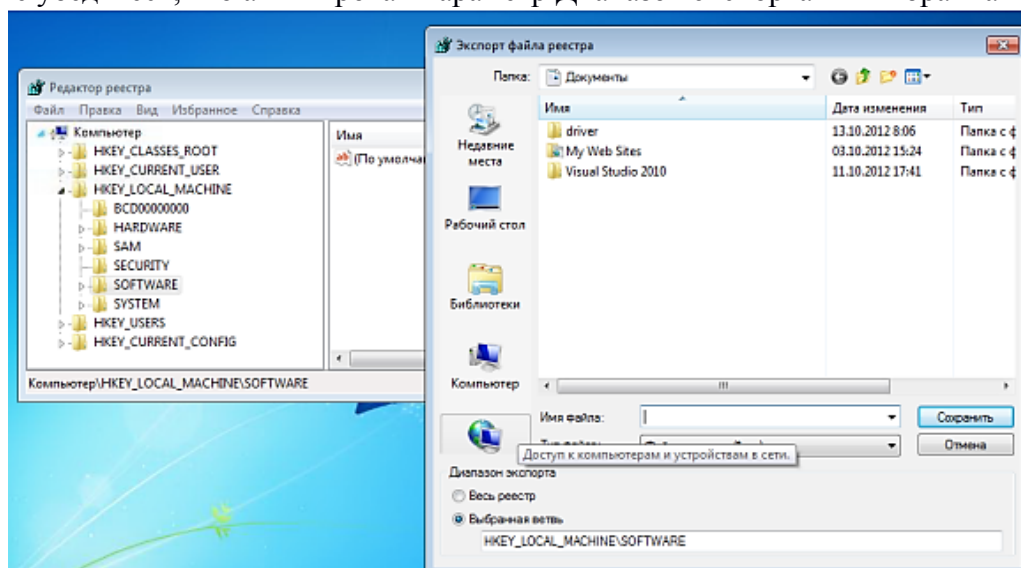 Экспорт файла реестра
Папка:
Документы
Редактор реестра
Файл Правка Вид Избранное Справка
Компьютер
HKEY_CLASSES_ROOT
HKEY_CURRENT_USER
HKEY_LOCAL_MACHINE
BCD00000000
HARDWARE
SAM
SECURITY
SOFTWARE
SYSTEM
HKEY_USERS
HKEY_CURRENT_CONFIG
Имя
ab (По умолча
Компьютер\HKEY_LOCAL_MACHINE\SOFTWARE
Недавние места
Рабочий стол
Библиотеки
Компьютер
Имя Дата изменения Тип
driver 13.10.2012 8:06 Папка с ф
My Web Sites 03.10.2012 15:24 Папка с ф
Visual Studio 2010 11.10.2012 17:41 Папка с ф
Имя файла:
Сохранить
Отмена
Доступ к компьютерам и устройствам в сети.
Диапазон экспорта
Весь реестр
Выбранная ветвь
HKEY_LOCAL_MACHINE\SOFTWARE